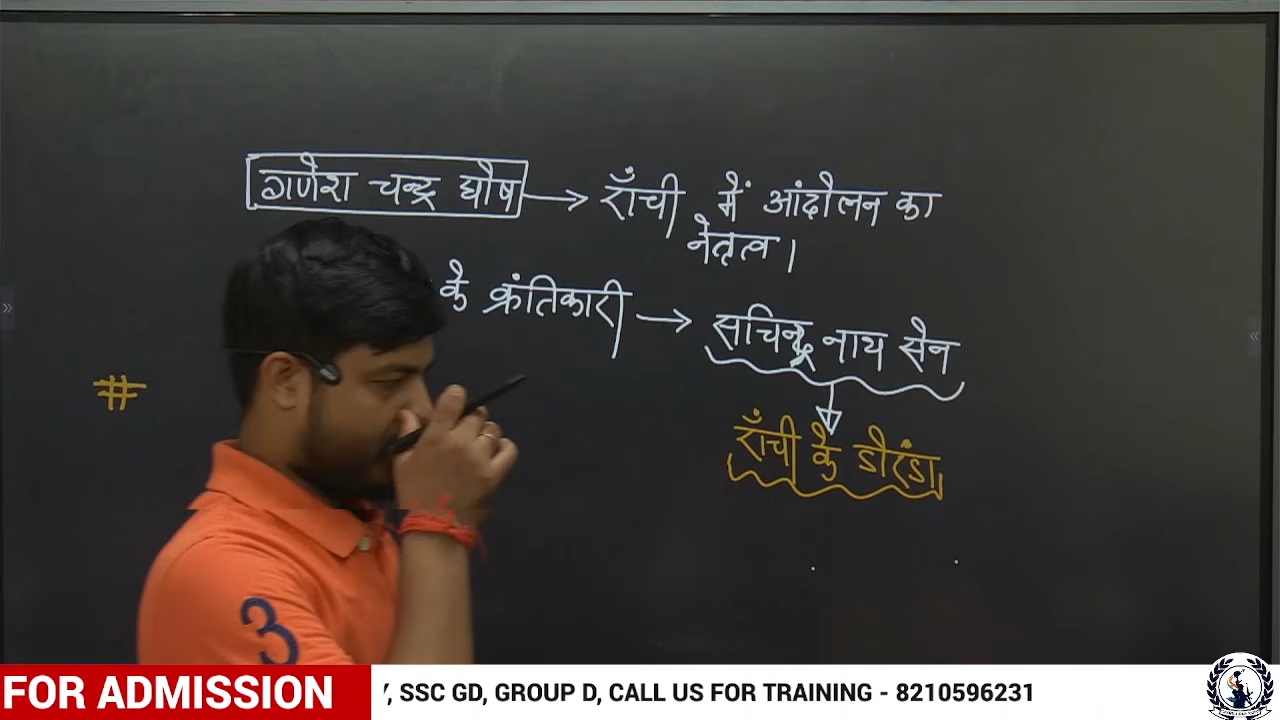 गणेश चन्द्र घोष → राँची में आंदोलन का
नेतृत्व।
के क्रंतिकारी → सचिन्द्र नाथ सेन
#
राँची के डोरंडा
3
FOR ADMISSION
, SSC GD, GROUP D, CALL US FOR TRAINING - 8210596231